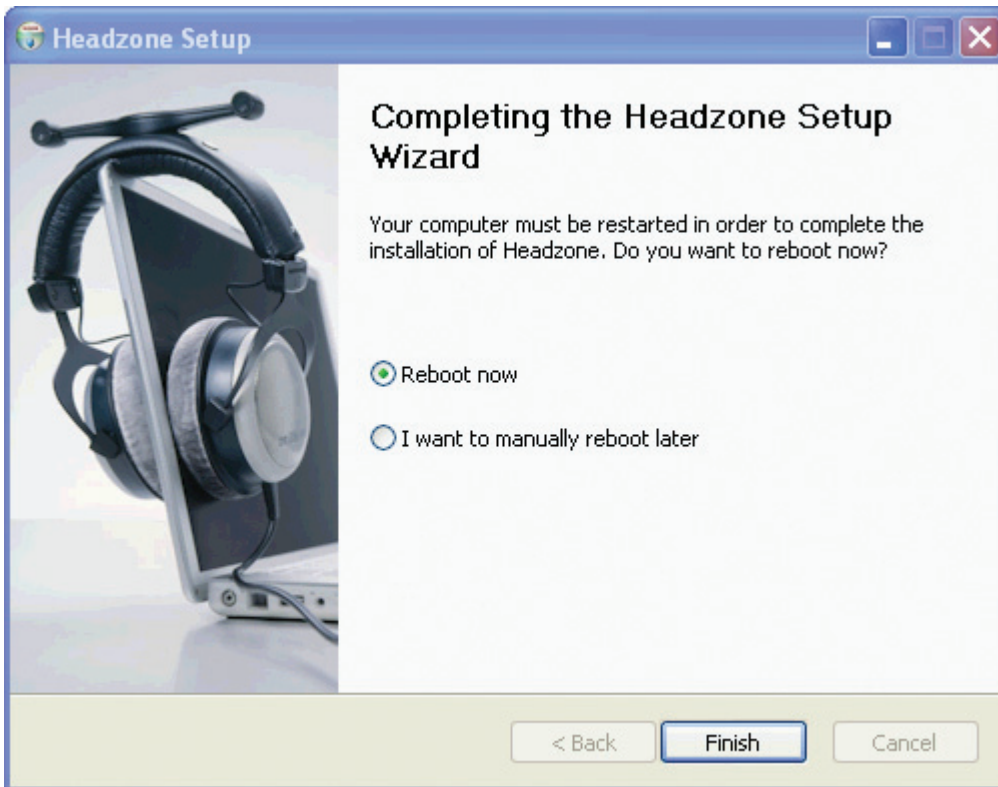 Headzone Setup
Completing the Headzone Setup
Wizard
Your computer must be restarted in order to complete the
installation of Headzone. Do you want to reboot now?
Reboot now
I want to manually reboot later
< Back
Finish
Cancel